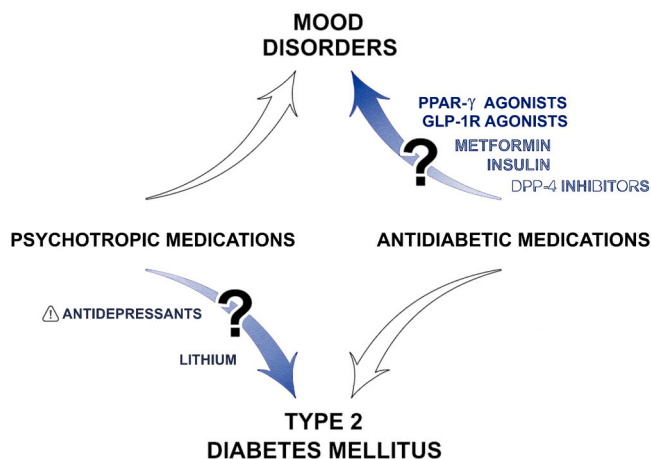 MOOD
DISORDERS
PPAR-γ AGONISTS
GLP-1R AGONISTS
METFORMIN
INSULIN
DPP-4 INHIBITORS
?
PSYCHOTROPIC MEDICATIONS
ANTIDIABETIC MEDICATIONS
?
⚠ ANTIDEPRESSANTS
LITHIUM
TYPE 2
DIABETES MELLITUS